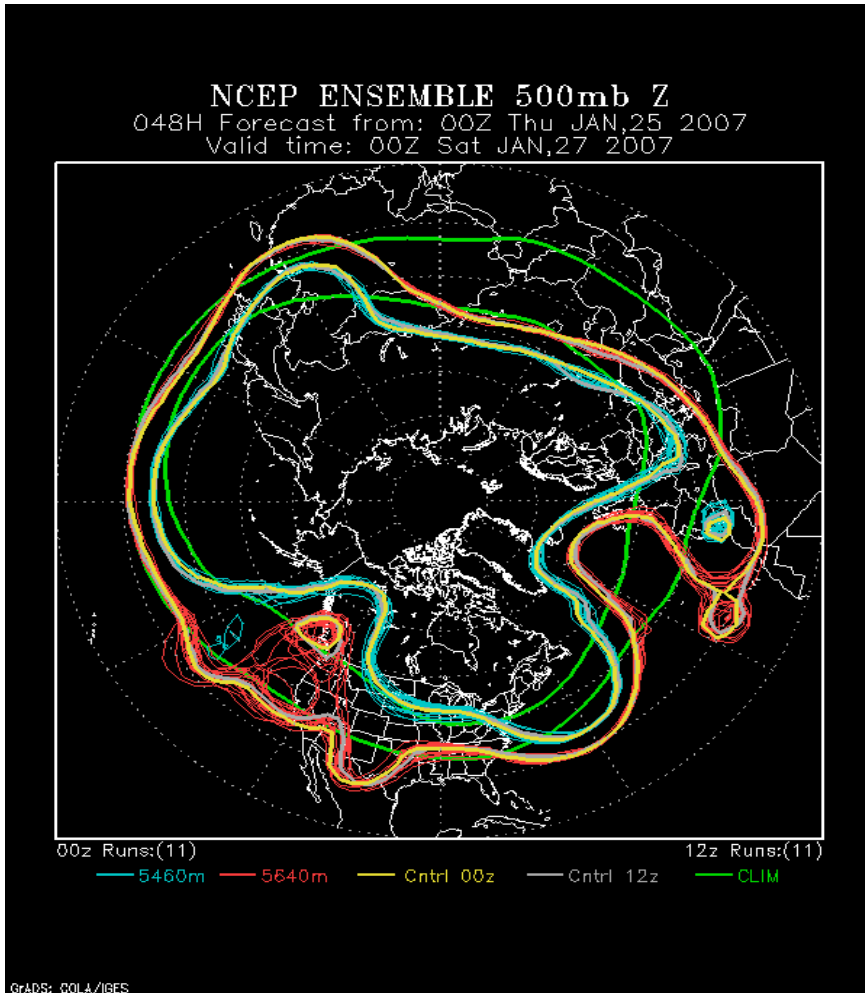 NCEP ENSEMBLE 500mb Z
048H Forecast from: 00Z Thu JAN,25 2007
Valid time: 00Z Sat JAN,27 2007
00z Runs:(11) 12z Runs:(11)
5460m 5640m Cntrl 00z Cntrl 12z CLIM
GrADS: COLA/IGES